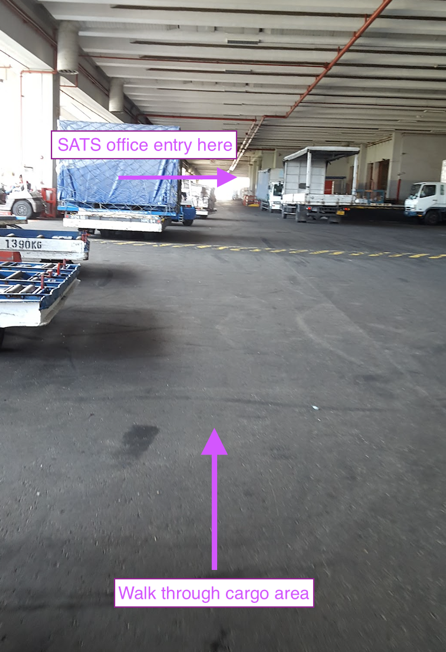 SATS office entry here
1390KG
Walk through cargo area